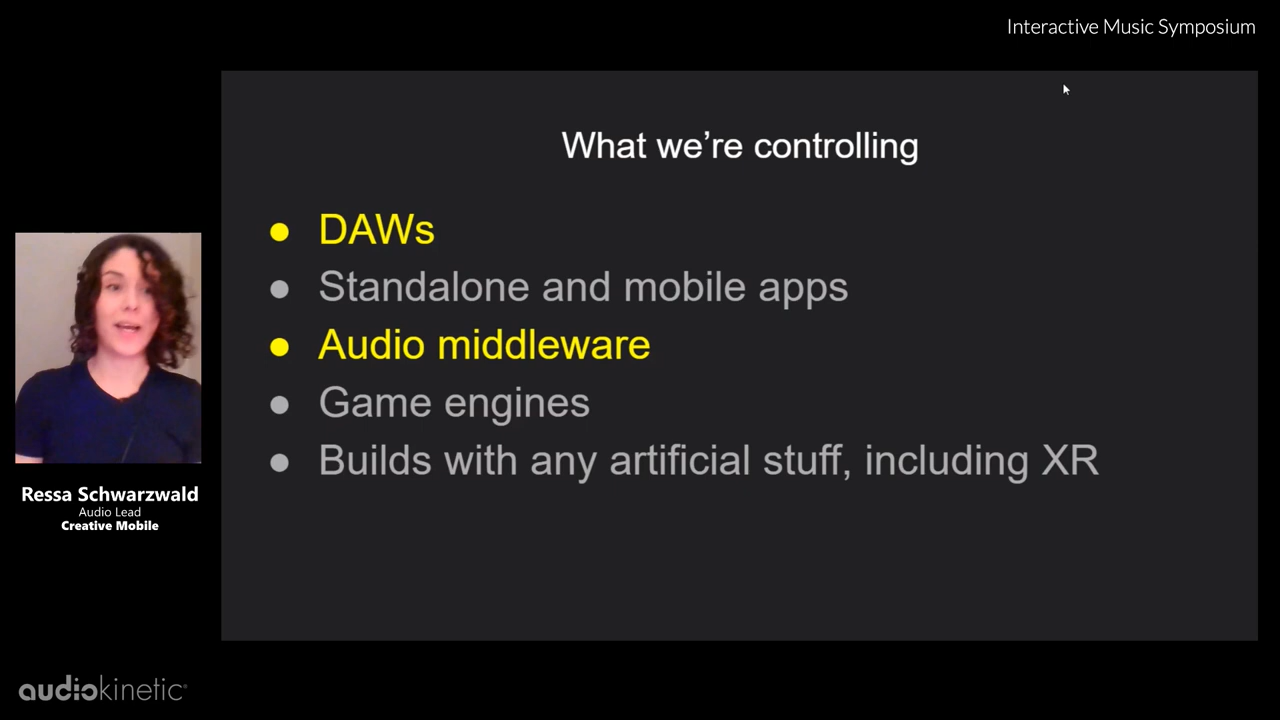 Interactive Music Symposium
What we’re controlling
● DAWs
● Standalone and mobile apps
● Audio middleware
● Game engines
● Builds with any artificial stuff, including XR
Ressa Schwarzwald
Audio Lead
Creative Mobile
audiokinetic